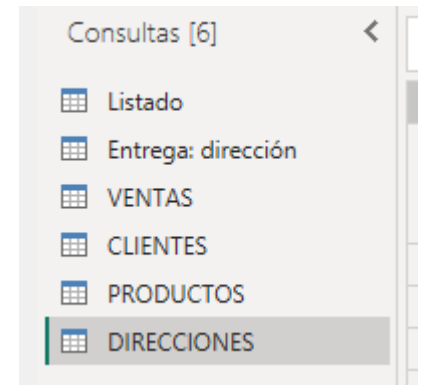 Consultas [6]
Listado
Entrega: dirección
VENTAS
CLIENTES
PRODUCTOS
DIRECCIONES